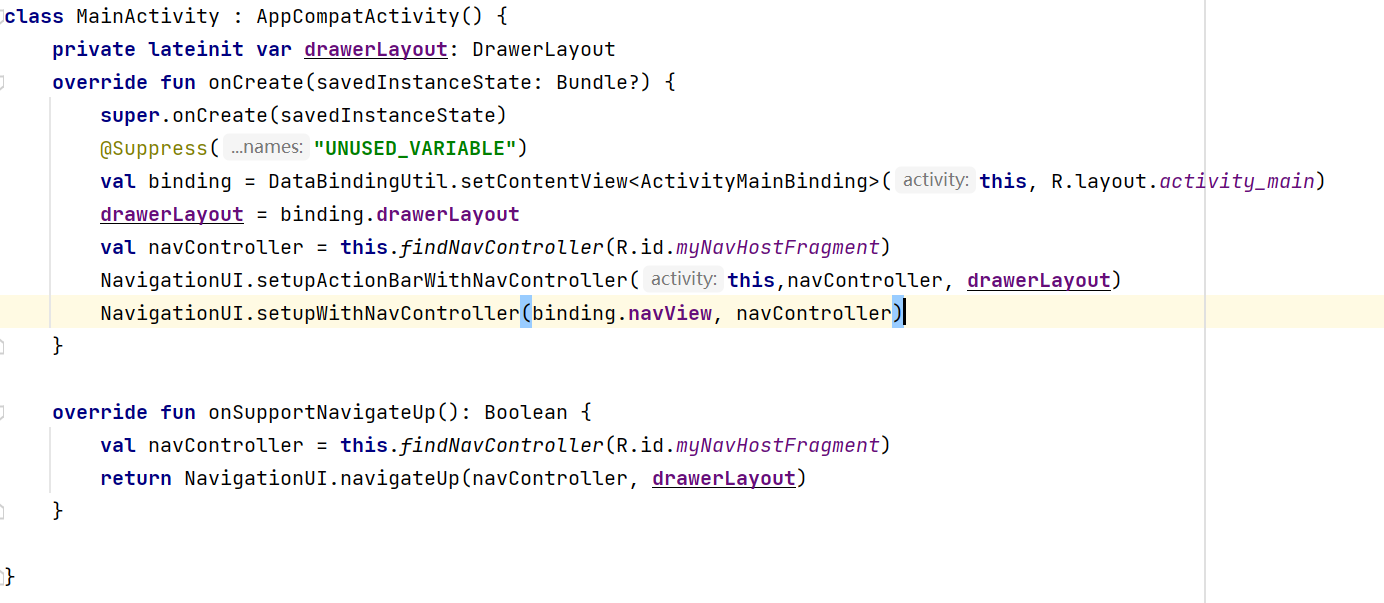 class MainActivity : AppCompatActivity() {
    private lateinit var drawerLayout: DrawerLayout
    override fun onCreate(savedInstanceState: Bundle?) {
        super.onCreate(savedInstanceState)
        @Suppress( ...names: "UNUSED_VARIABLE")
        val binding = DataBindingUtil.setContentView<ActivityMainBinding>( activity: this, R.layout.activity_main)
        drawerLayout = binding.drawerLayout
        val navController = this.findNavController(R.id.myNavHostFragment)
        NavigationUI.setupActionBarWithNavController( activity: this,navController, drawerLayout)
        NavigationUI.setupWithNavController(binding.navView, navController)
    }
    override fun onSupportNavigateUp(): Boolean {
        val navController = this.findNavController(R.id.myNavHostFragment)
        return NavigationUI.navigateUp(navController, drawerLayout)
    }
}